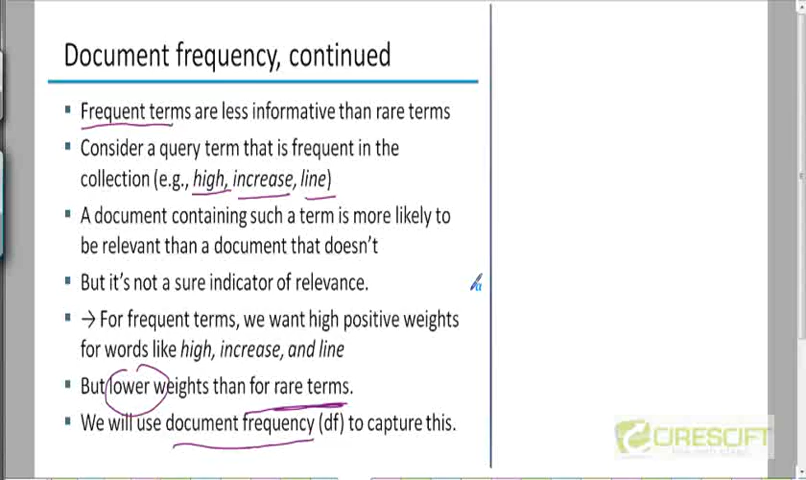 Document frequency, continued
▪ Frequent terms are less informative than rare terms
▪ Consider a query term that is frequent in the
collection (e.g., high, increase, line)
▪ A document containing such a term is more likely to
be relevant than a document that doesn't
▪ But it's not a sure indicator of relevance.
▪ → For frequent terms, we want high positive weights
for words like high, increase, and line
▪ But lower weights than for rare terms.
▪ We will use document frequency (df) to capture this.